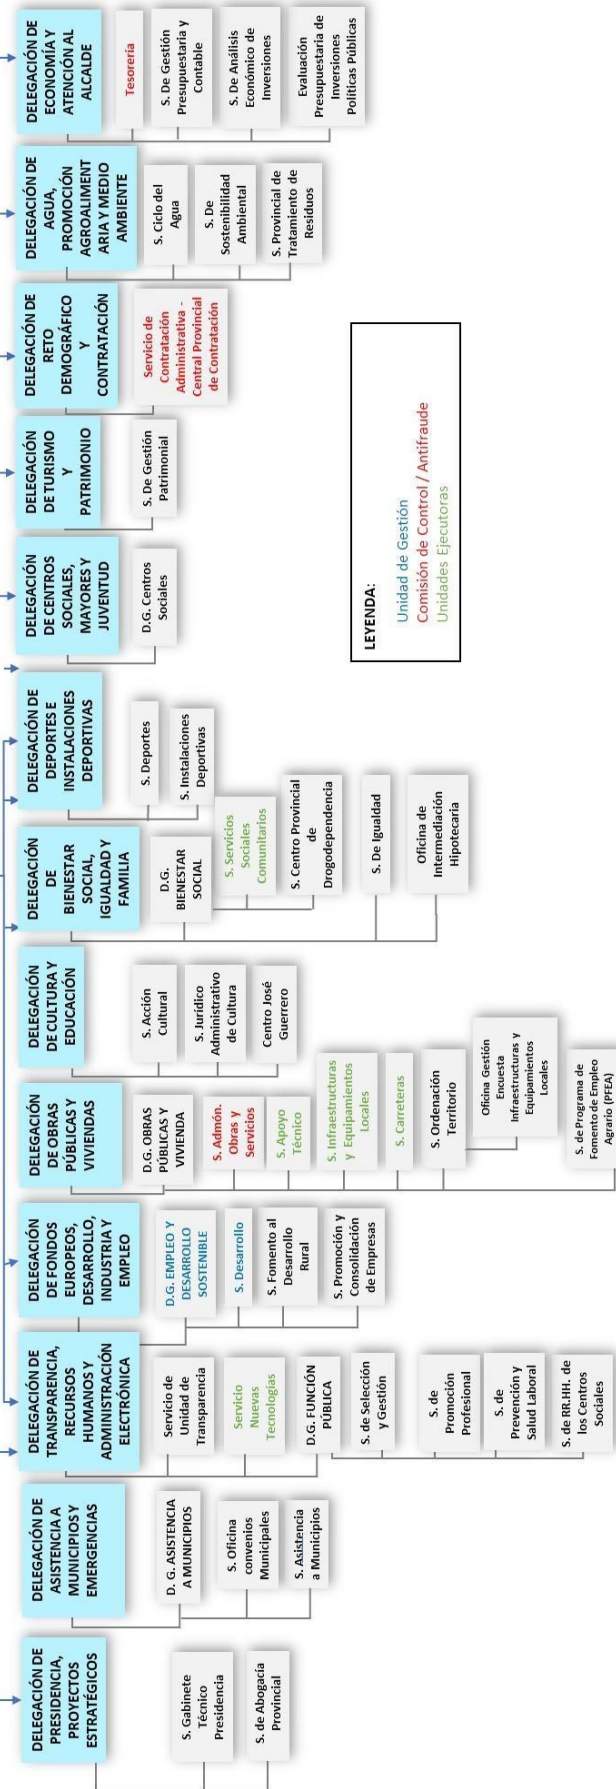 DELEGACIÓN DE
PRESIDENCIA,
PROYECTOS
ESTRATÉGICOS
S. Gabinete
Técnico
Presidencia
S. de Abogacía
Provincial
DELEGACIÓN DE
ASISTENCIA A
MUNICIPIOS Y
EMERGENCIAS
D. G. ASISTENCIA
A MUNICIPIOS
S. Oficina
convenios
Municipales
S. Asistencia
a Municipios
DELEGACIÓN DE
TRANSPARENCIA,
RECURSOS
HUMANOS Y
ADMINISTRACIÓN
ELECTRÓNICA
Servicio de
Unidad de
Transparencia
Servicio
Nuevas
Tecnologías
D.G. FUNCIÓN
PÚBLICA
S. de Selección
y Gestión
S. de
Promoción
Profesional
S. de
Prevención y
Salud Laboral
S. de RR.HH. de
los Centros
Sociales
DELEGACIÓN
DE FONDOS
EUROPEOS,
DESARROLLO,
INDUSTRIA Y
EMPLEO
D.G. EMPLEO Y
DESARROLLO
SOSTENIBLE
S. Desarrollo
S. Fomento al
Desarrollo
Rural
S. Promoción y
Consolidación
de Empresas
DELEGACIÓN
DE OBRAS
PÚBLICAS Y
VIVIENDAS
D.G. OBRAS
PÚBLICAS Y
VIVIENDA
S. Admón.
Obras y
Servicios
S. Apoyo
Técnico
S. Infraestructuras
y Equipamientos
Locales
S. Carreteras
S. Ordenación
Territorio
Oficina Gestión
Encuesta
Infraestructuras y
Equipamientos
Locales
S. de Programa de
Fomento de Empleo
Agrario (PFEA)
DELEGACIÓN
DE CULTURA Y
EDUCACIÓN
S. Acción
Cultural
S. Jurídico
Administrativo
de Cultura
Centro José
Guerrero
DELEGACIÓN
DE
BIENESTAR
SOCIAL,
IGUALDAD Y
FAMILIA
D.G.
BIENESTAR
SOCIAL
S. Servicios
Sociales
Comunitarios
S. Centro Provincial
de
Drogodependencia
S. De Igualdad
Oficina de
Intermediación
Hipotecaria
DELEGACIÓN DE
DEPORTES E
INSTALACIONES
DEPORTIVAS
S. Deportes
S. Instalaciones
Deportivas
DELEGACIÓN
DE CENTROS
SOCIALES,
MAYORES Y
JUVENTUD
D.G. Centros
Sociales
DELEGACIÓN
DE TURISMO
Y
PATRIMONIO
S. De Gestión
Patrimonial
DELEGACIÓN DE
RETO
DEMOGRÁFICO
Y
CONTRATACIÓN
Servicio de
Contratación
Administrativa -
Central Provincial
de Contratación
DELEGACIÓN DE
AGUA,
PROMOCIÓN
AGROALIMENT
ARIA Y MEDIO
AMBIENTE
S. Ciclo del
Agua
S. De
Sostenibilidad
Ambiental
S. Provincial de
Tratamiento de
Residuos
DELEGACIÓN DE
ECONOMÍA Y
ATENCIÓN AL
ALCALDE
Tesorería
S. De Gestión
Presupuestaria y
Contable
S. De Análisis
Económico de
Inversiones
Evaluación
Presupuestaria de
Inversiones
Políticas Públicas
LEYENDA:
Unidad de Gestión
Comisión de Control / Antifraude
Unidades Ejecutoras